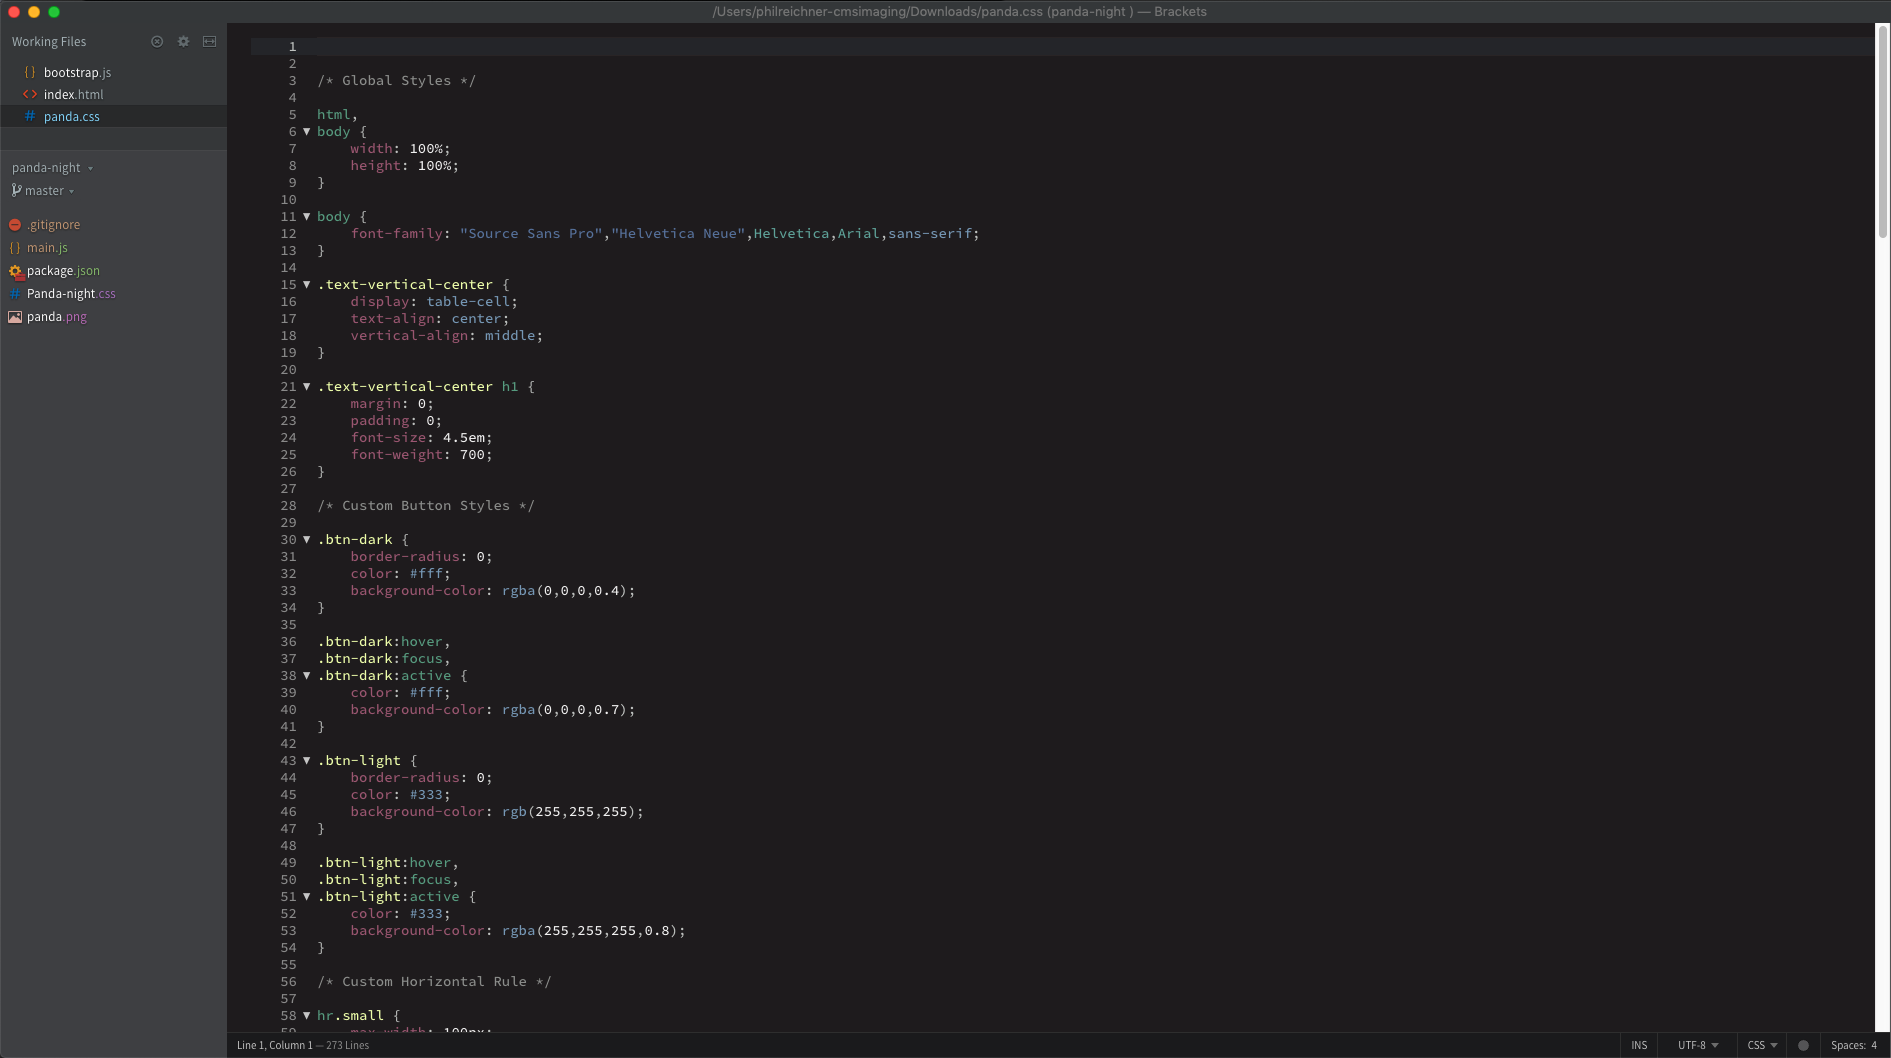 /Users/philreichner-cmsimaging/Downloads/panda.css (panda-night ) — Brackets
Working Files
{} bootstrap.js
<> index.html
# panda.css
panda-night
master
.gitignore
{} main.js
package.json
# Panda-night.css
panda.png
1
2
3 /* Global Styles */
4
5 html,
6 ▼ body {
7 width: 100%;
8 height: 100%;
9 }
10
11 ▼ body {
12 font-family: "Source Sans Pro","Helvetica Neue",Helvetica,Arial,sans-serif;
13 }
14
15 ▼ .text-vertical-center {
16 display: table-cell;
17 text-align: center;
18 vertical-align: middle;
19 }
20
21 ▼ .text-vertical-center h1 {
22 margin: 0;
23 padding: 0;
24 font-size: 4.5em;
25 font-weight: 700;
26 }
27
28 /* Custom Button Styles */
29
30 ▼ .btn-dark {
31 border-radius: 0;
32 color: #fff;
33 background-color: rgba(0,0,0,0.4);
34 }
35
36 .btn-dark:hover,
37 .btn-dark:focus,
38 ▼ .btn-dark:active {
39 color: #fff;
40 background-color: rgba(0,0,0,0.7);
41 }
42
43 ▼ .btn-light {
44 border-radius: 0;
45 color: #333;
46 background-color: rgb(255,255,255);
47 }
48
49 .btn-light:hover,
50 .btn-light:focus,
51 ▼ .btn-light:active {
52 color: #333;
53 background-color: rgba(255,255,255,0.8);
54 }
55
56 /* Custom Horizontal Rule */
57
58 ▼ hr.small {
59 max-width: 100px;
Line 1, Column 1 — 273 Lines
INS UTF-8 CSS Spaces: 4